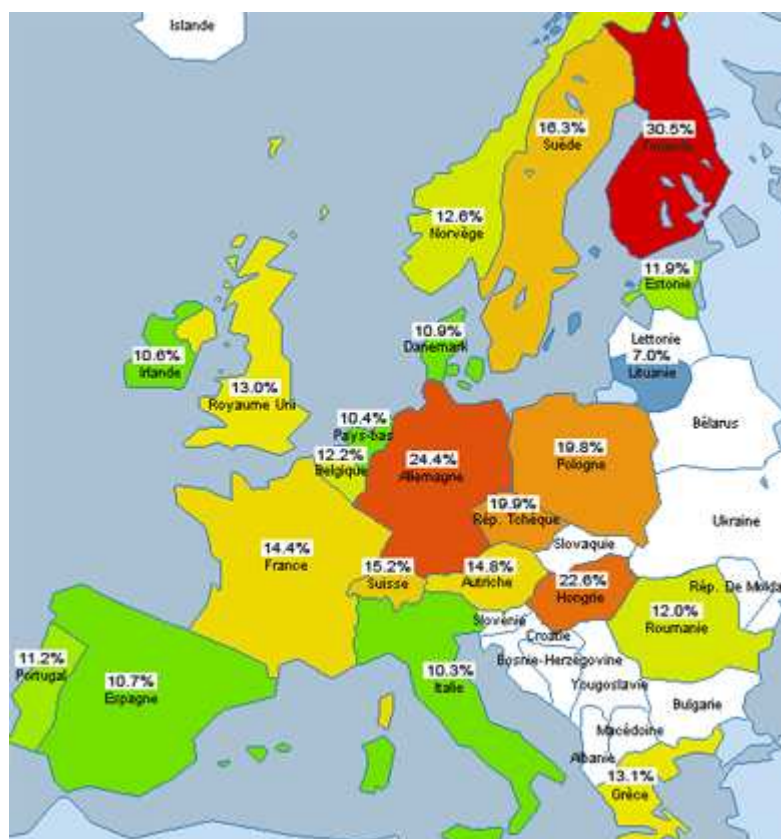 Islande
16.3%
Suède
30.5%
12.6%
Norvège
11.9%
Estonie
10.9%
Danemark
Lettonie
7.0%
Lituanie
10.6%
Irlande
13.0%
Royaume Uni
10.4%
Pays-bas
12.2%
Belgique
24.4%
Allemagne
19.8%
Pologne
Bélarus
19.9%
Rép. Tchèque
Ukraine
14.4%
France
15.2%
Suisse
14.8%
Autriche
Slovaquie
22.6%
Hongrie
Rép. De Molda
12.0%
Roumanie
Slovénie
Croatie
Bosnie-Herzégovine
Yougoslavie
11.2%
Portugal
10.7%
Espagne
10.3%
Italie
Bulgarie
Macédoine
Albanie
13.1%
Grèce